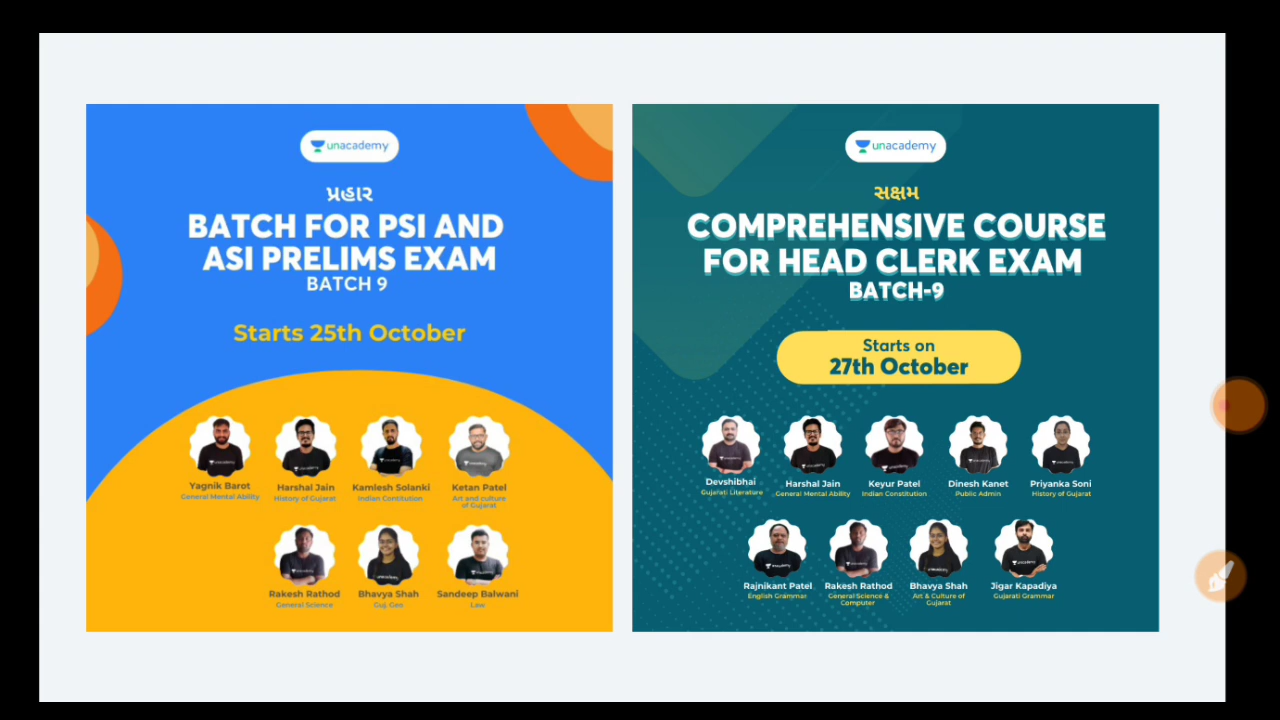 unacademy
પ્રહાર
BATCH FOR PSI AND
ASI PRELIMS EXAM
BATCH 9
Starts 25th October
Yagnik Barot
General Mental Ability
Harshal Jain
History of Gujarat
Kamlesh Solanki
Indian Contitution
Ketan Patel
Art and culture
of Gujarat
Rakesh Rathod
General Science
Bhavya Shah
Guj. Geo
Sandeep Balwani
Law
unacademy
સક્ષમ
COMPREHENSIVE COURSE
FOR HEAD CLERK EXAM
BATCH-9
Starts on
27th October
Devshibhai
Gujarati Literature
Harshal Jain
General Mental Ability
Keyur Patel
Indian Constitution
Dinesh Kanet
Public Admin
Priyanka Soni
History of Gujarat
Rajnikant Patel
English Grammar
Rakesh Rathod
General Science &
Computer
Bhavya Shah
Art & Culture of
Gujarat
Jigar Kapadiya
Gujarati Grammar